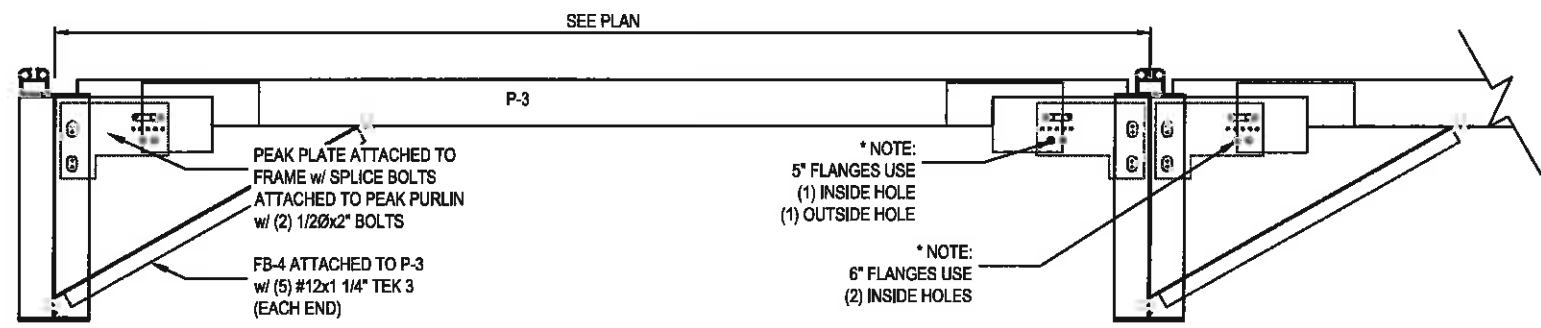 SEE PLAN
P-3
PEAK PLATE ATTACHED TO
FRAME w/ SPLICE BOLTS
ATTACHED TO PEAK PURLIN
w/ (2) 1/2Øx2" BOLTS
FB-4 ATTACHED TO P-3
w/ (5) #12x1 1/4" TEK 3
(EACH END)
* NOTE:
5" FLANGES USE
(1) INSIDE HOLE
(1) OUTSIDE HOLE
* NOTE:
6" FLANGES USE
(2) INSIDE HOLES